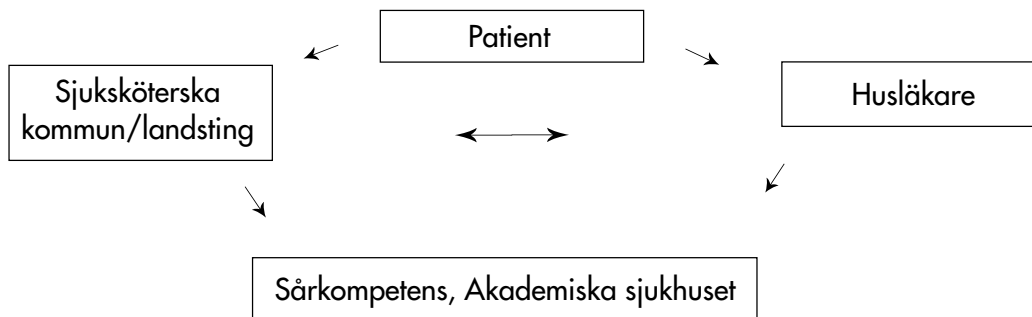 Patient
Sjuksköterska
kommun/landsting
Husläkare
Sårkompetens, Akademiska sjukhuset